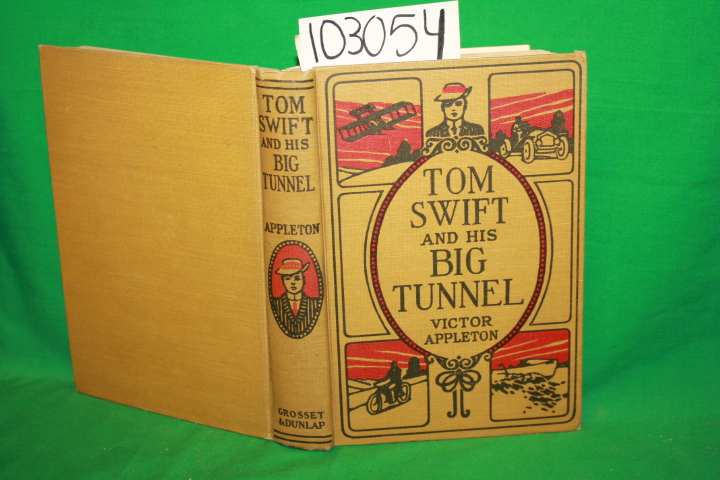 103054
TOM
SWIFT
AND HIS
BIG
TUNNEL
APPLETON
GROSSET
& DUNLAP
TOM
SWIFT
AND HIS
BIG
TUNNEL
VICTOR
APPLETON